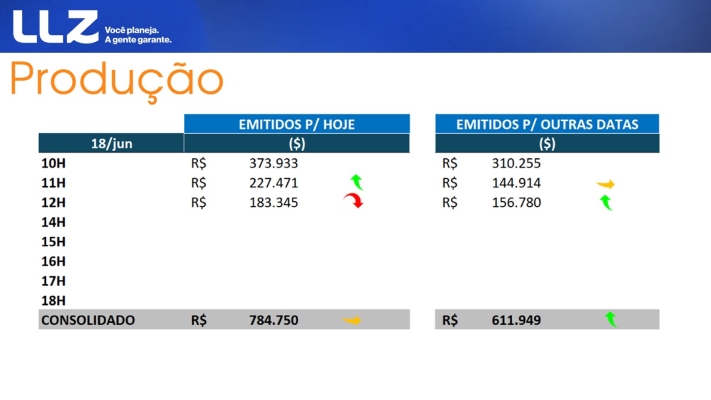 LLZ Você planeja.
A gente garante.
Produção
EMITIDOS P/ HOJE EMITIDOS P/ OUTRAS DATAS
18/jun ($) ($)
10H R$ 373.933 R$ 310.255
11H R$ 227.471 R$ 144.914
12H R$ 183.345 R$ 156.780
14H
15H
16H
17H
18H
CONSOLIDADO R$ 784.750 R$ 611.949